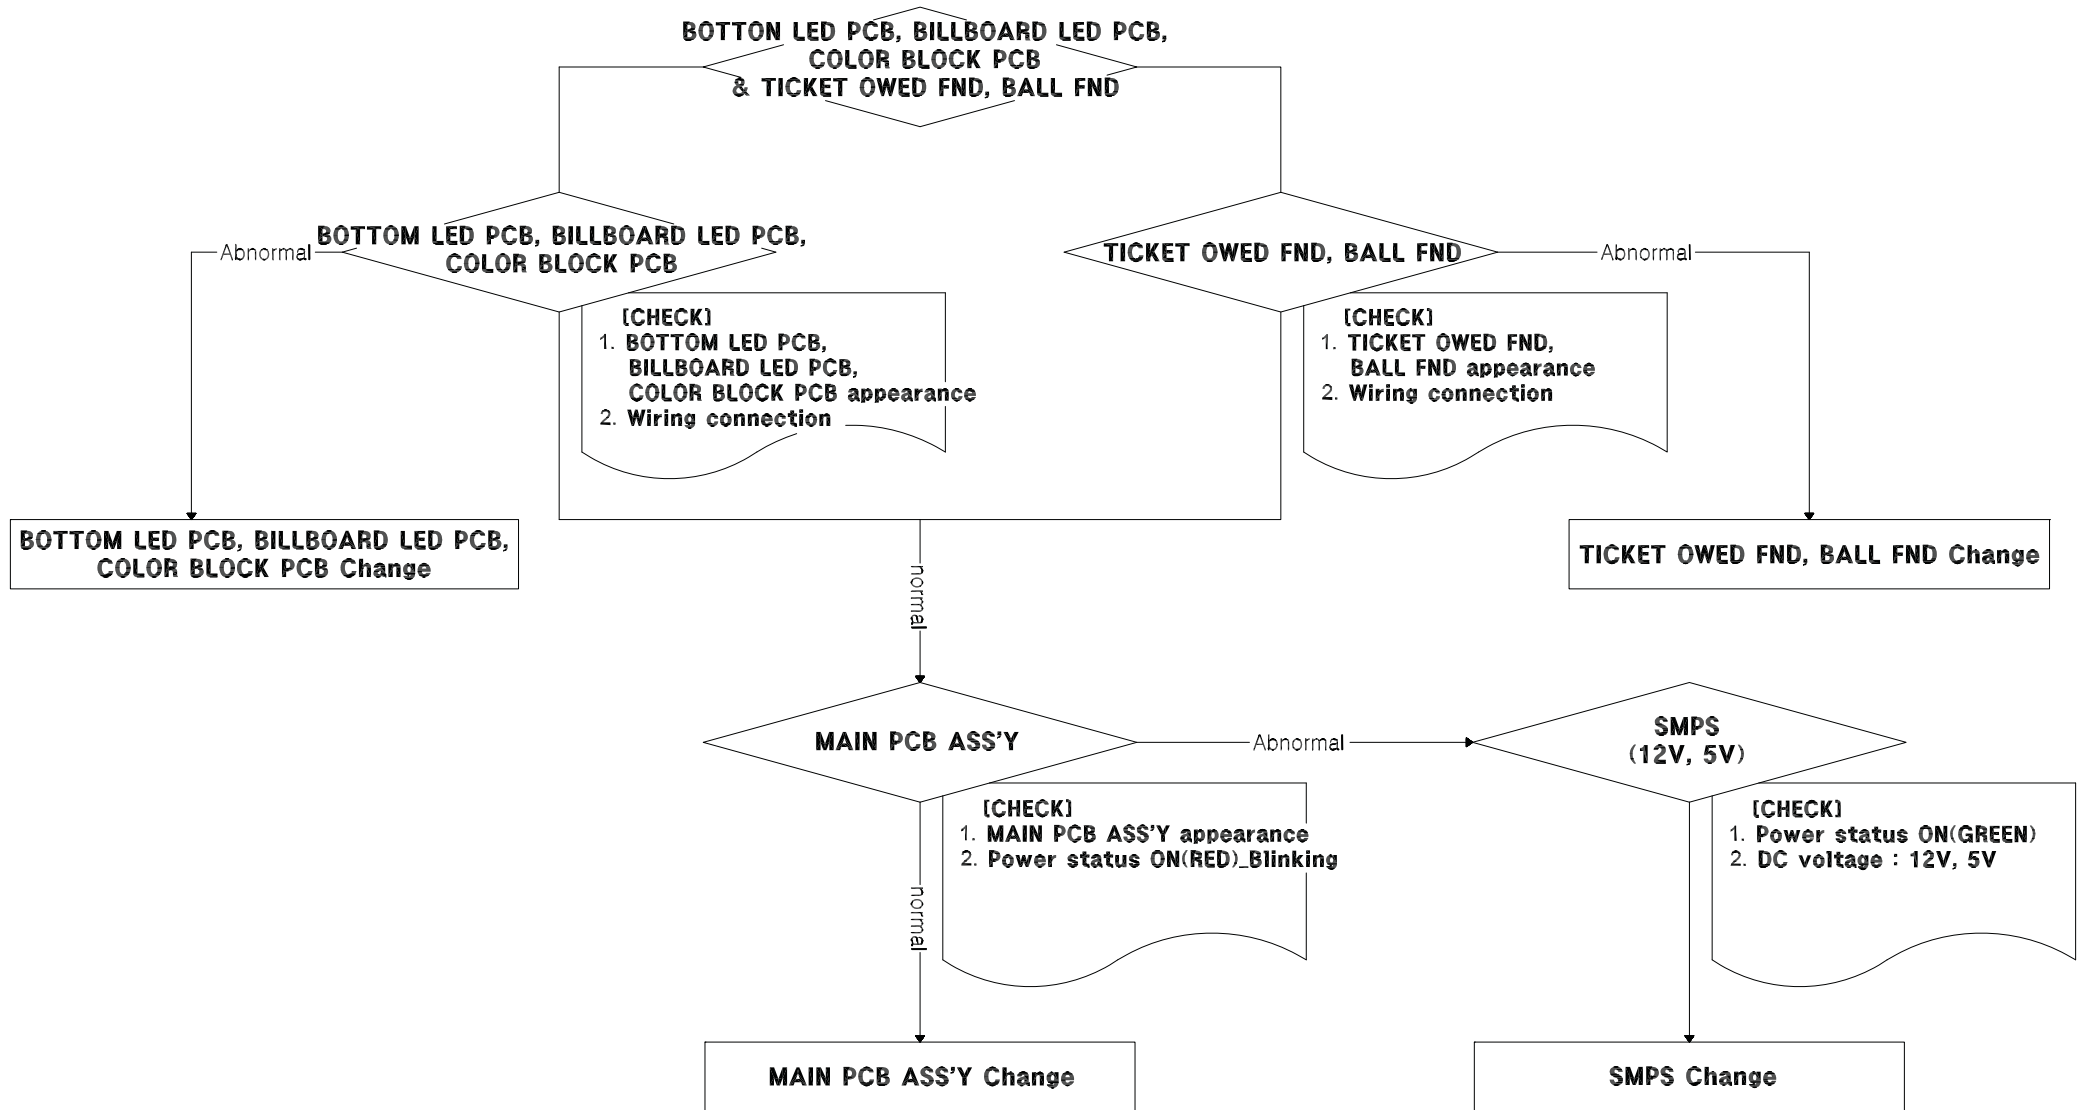 BOTTON LED PCB, BILLBOARD LED PCB,
COLOR BLOCK PCB
& TICKET OWED FND, BALL FND
Abnormal
BOTTOM LED PCB, BILLBOARD LED PCB,
COLOR BLOCK PCB
TICKET OWED FND, BALL FND
Abnormal
[CHECK]
1. BOTTOM LED PCB,
BILLBOARD LED PCB,
COLOR BLOCK PCB appearance
2. Wiring connection
[CHECK]
1. TICKET OWED FND,
BALL FND appearance
2. Wiring connection
BOTTOM LED PCB, BILLBOARD LED PCB,
COLOR BLOCK PCB Change
TICKET OWED FND, BALL FND Change
normal
MAIN PCB ASS'Y
Abnormal
SMPS
(12V, 5V)
[CHECK]
1. MAIN PCB ASS'Y appearance
2. Power status ON(RED)_Blinking
[CHECK]
1. Power status ON(GREEN)
2. DC voltage : 12V, 5V
normal
MAIN PCB ASS'Y Change
SMPS Change